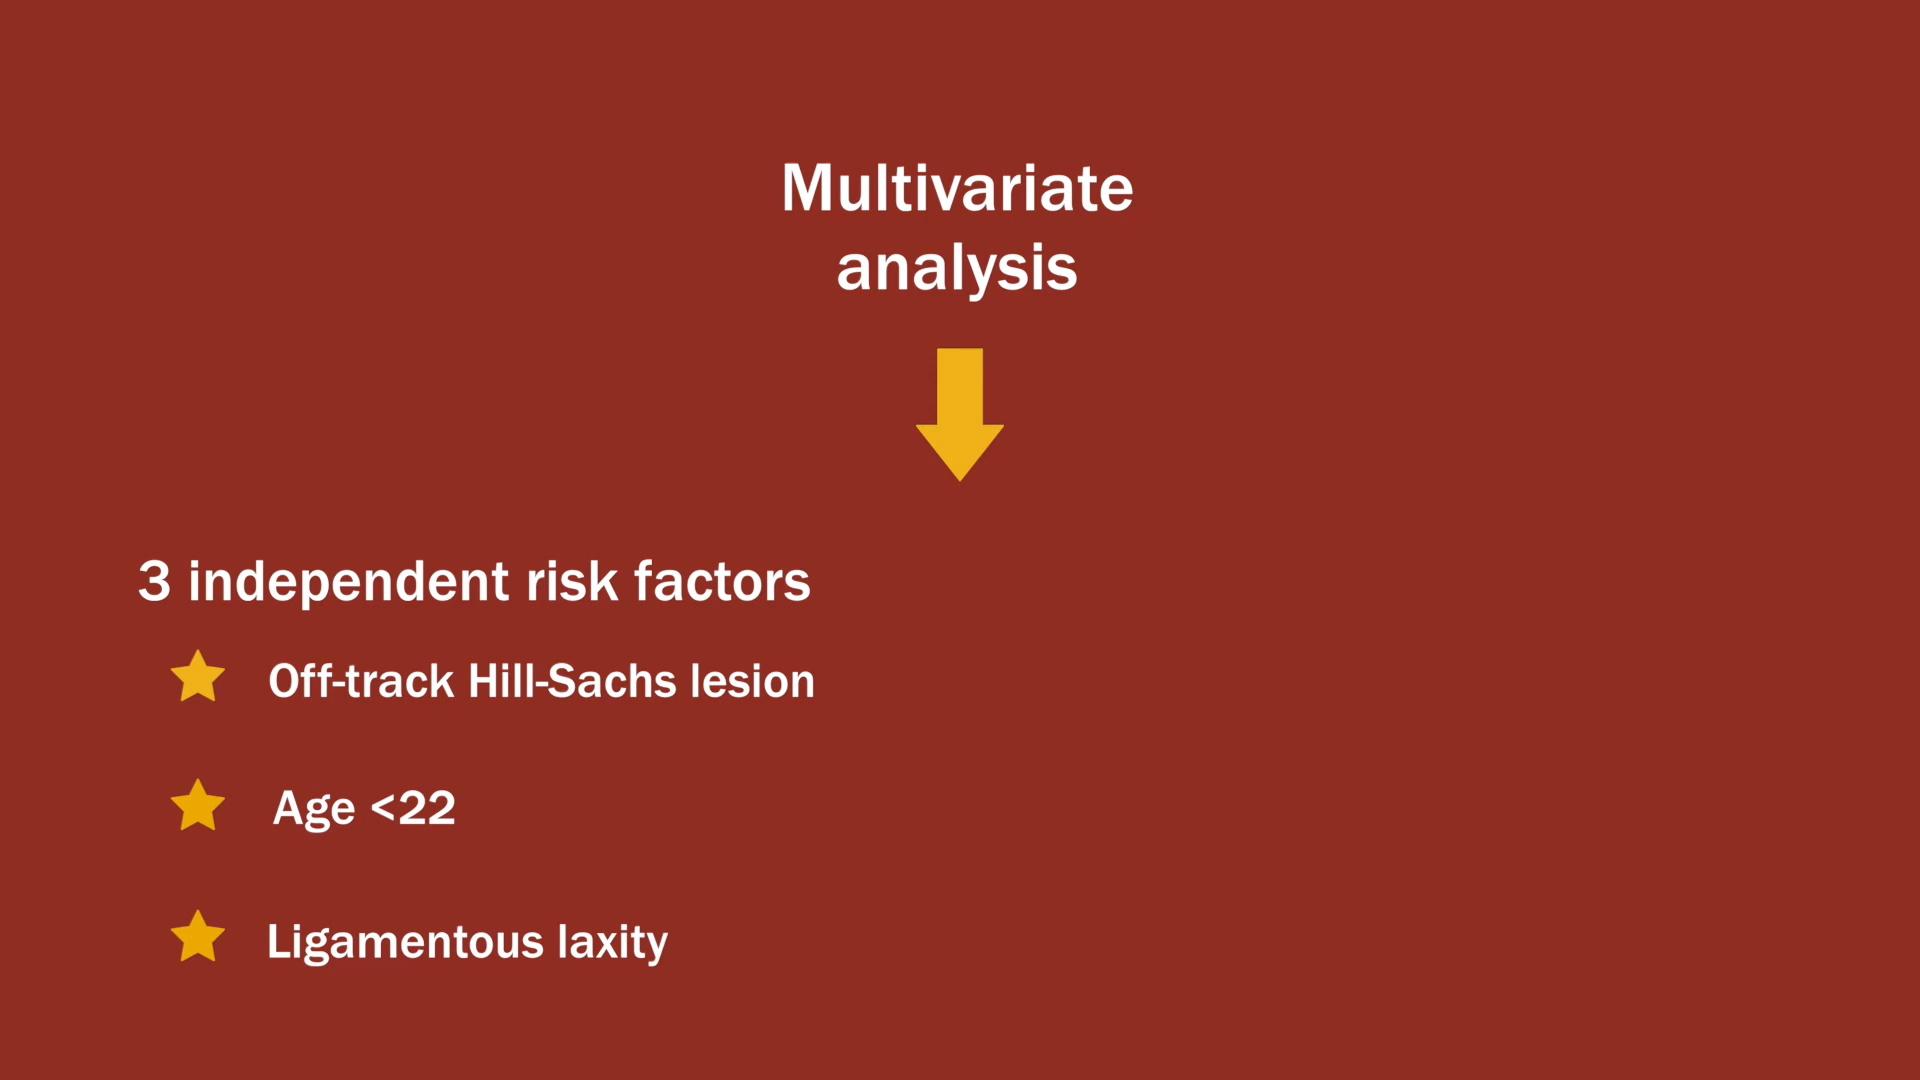 Multivariate
analysis
3 independent risk factors
Off-track Hill-Sachs lesion
Age <22
Ligamentous laxity